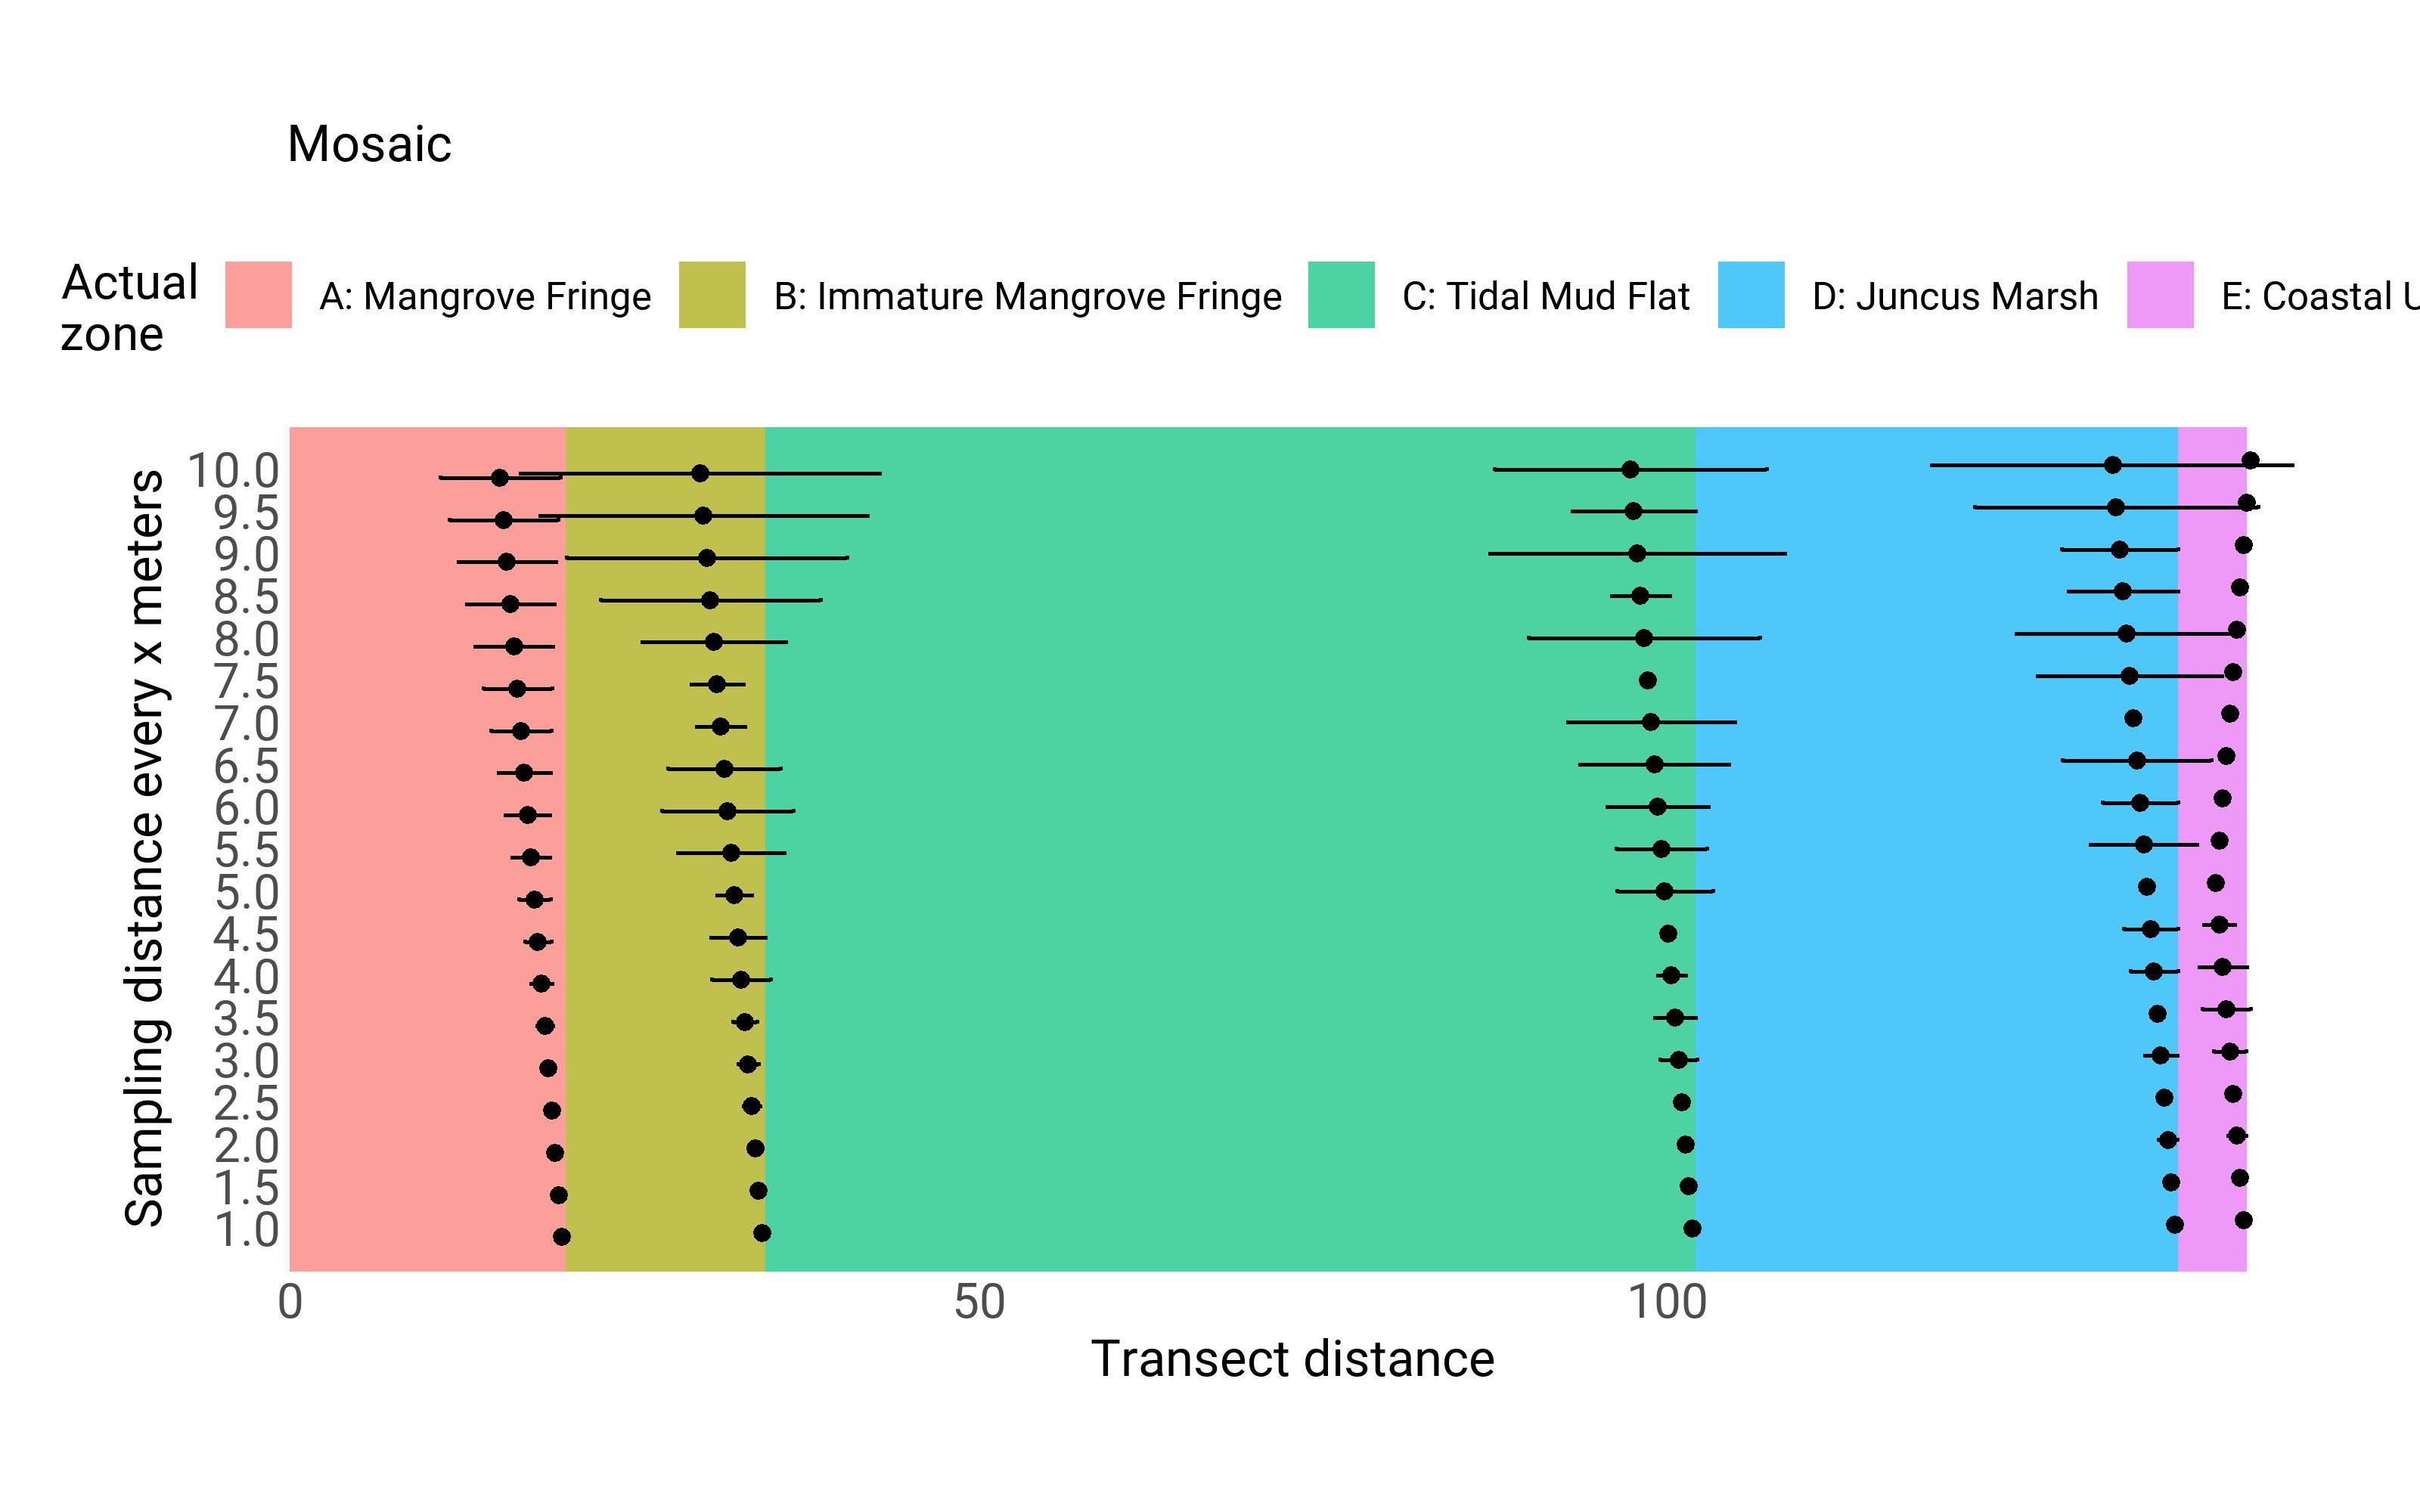 Mosaic
Actual
zone
A: Mangrove Fringe
B: Immature Mangrove Fringe
C: Tidal Mud Flat
D: Juncus Marsh
E: Coastal
Sampling distance every x meters
10.0
9.5
9.0
8.5
8.0
7.5
7.0
6.5
6.0
5.5
5.0
4.5
4.0
3.5
3.0
2.5
2.0
1.5
1.0
0 50 100
Transect distance